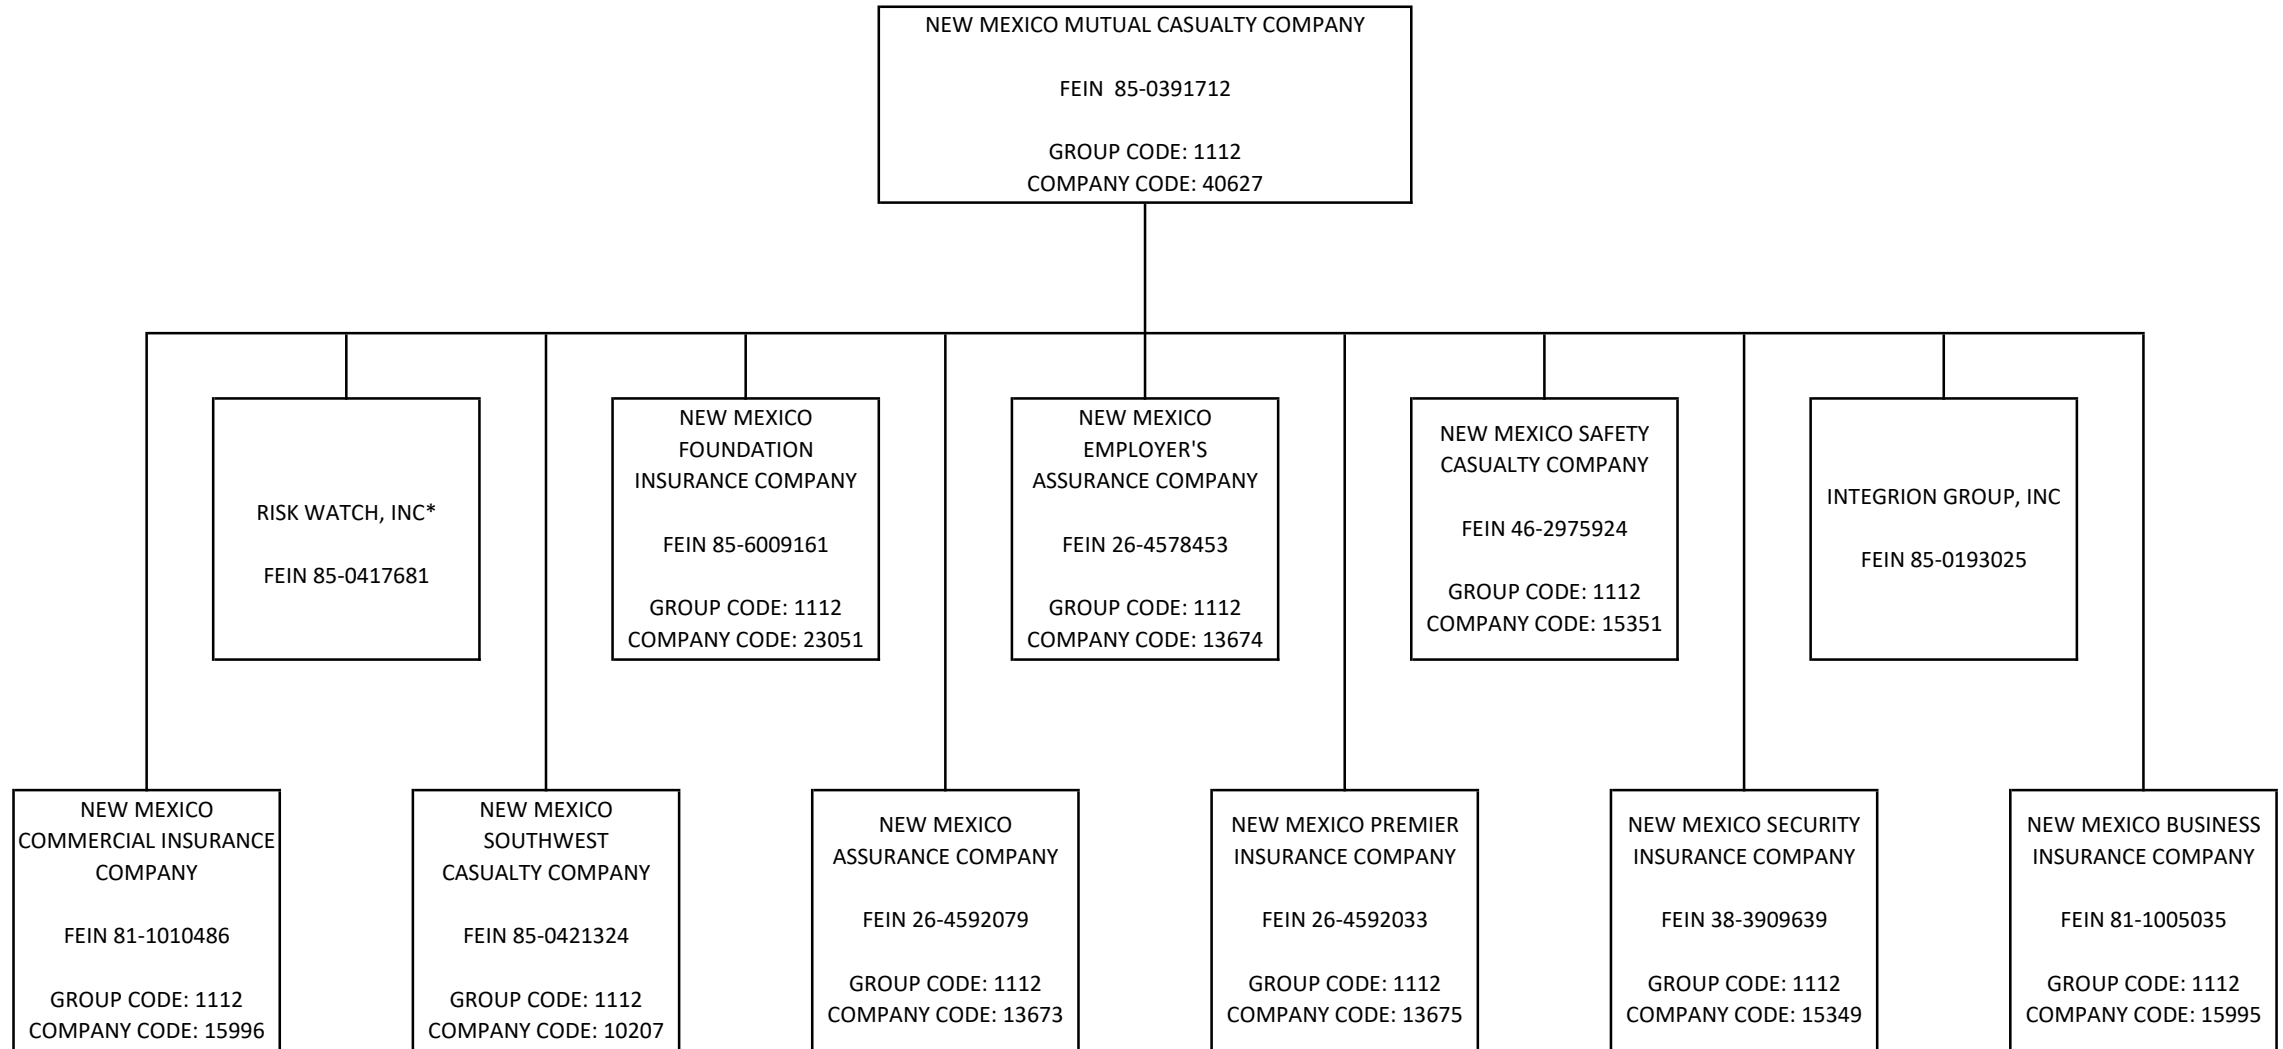 NEW MEXICO MUTUAL CASUALTY COMPANY
FEIN  85-0391712
GROUP CODE: 1112
COMPANY CODE: 40627
RISK WATCH, INC*
FEIN 85-0417681
NEW MEXICO
FOUNDATION
INSURANCE COMPANY
FEIN 85-6009161
GROUP CODE: 1112
COMPANY CODE: 23051
NEW MEXICO
EMPLOYER'S
ASSURANCE COMPANY
FEIN 26-4578453
GROUP CODE: 1112
COMPANY CODE: 13674
NEW MEXICO SAFETY
CASUALTY COMPANY
FEIN 46-2975924
GROUP CODE: 1112
COMPANY CODE: 15351
INTEGRION GROUP, INC
FEIN 85-0193025
NEW MEXICO
COMMERCIAL INSURANCE
COMPANY
FEIN 81-1010486
GROUP CODE: 1112
COMPANY CODE: 15996
NEW MEXICO
SOUTHWEST
CASUALTY COMPANY
FEIN 85-0421324
GROUP CODE: 1112
COMPANY CODE: 10207
NEW MEXICO
ASSURANCE COMPANY
FEIN 26-4592079
GROUP CODE: 1112
COMPANY CODE: 13673
NEW MEXICO PREMIER
INSURANCE COMPANY
FEIN 26-4592033
GROUP CODE: 1112
COMPANY CODE: 13675
NEW MEXICO SECURITY
INSURANCE COMPANY
FEIN 38-3909639
GROUP CODE: 1112
COMPANY CODE: 15349
NEW MEXICO BUSINESS
INSURANCE COMPANY
FEIN 81-1005035
GROUP CODE: 1112
COMPANY CODE: 15995